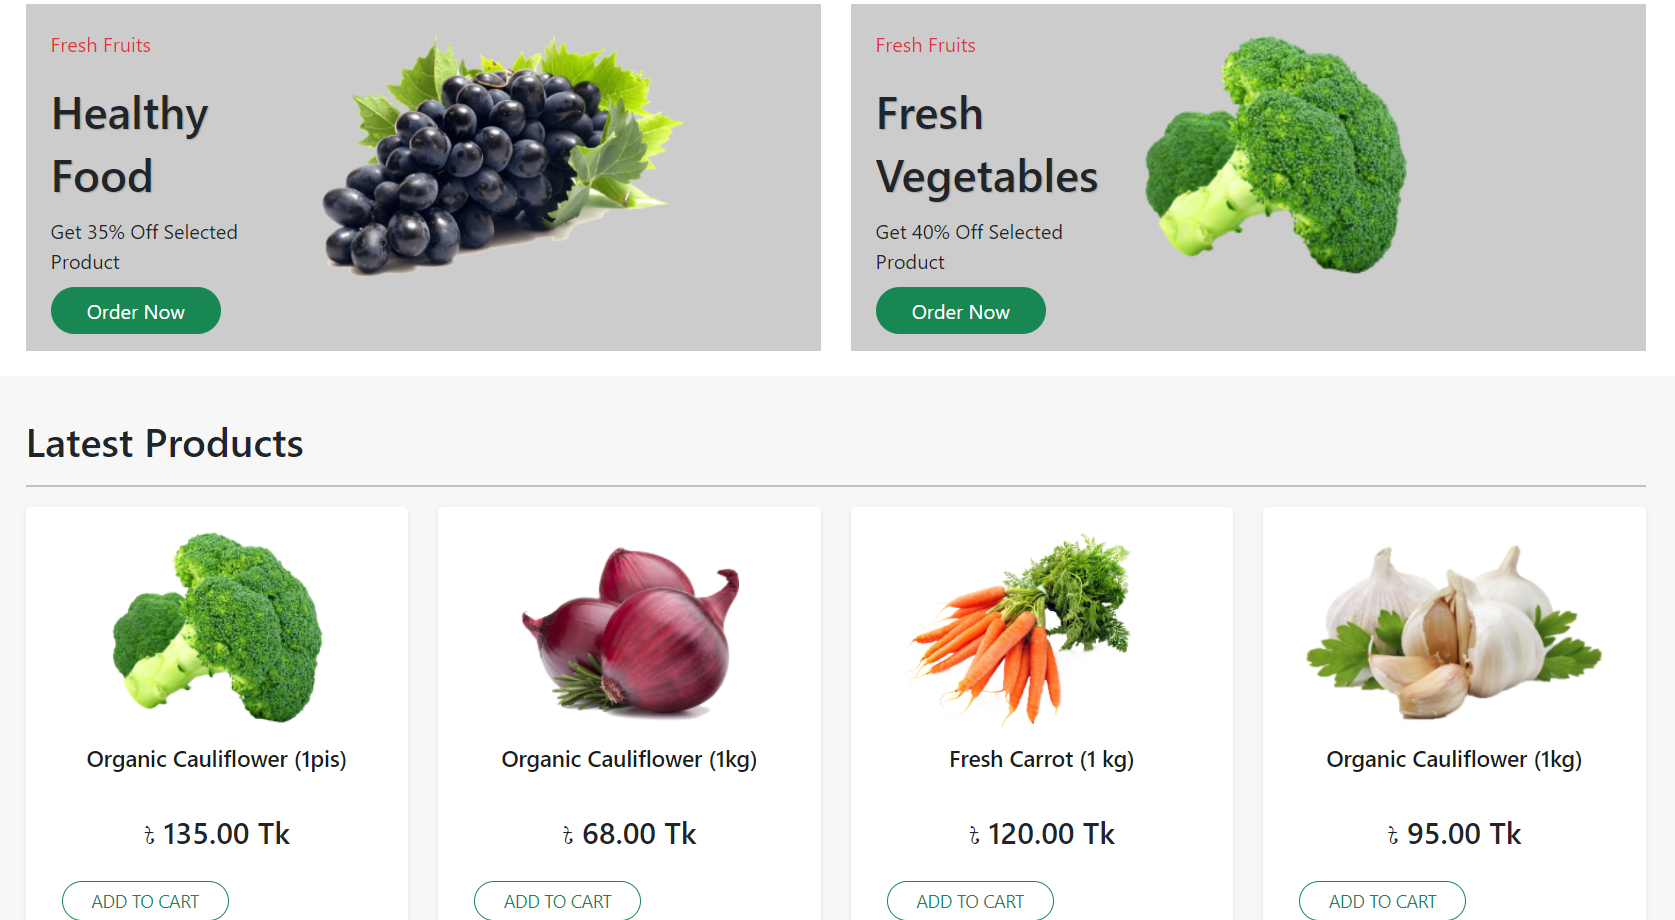 Fresh Fruits
Healthy
Food
Get 35% Off Selected
Product
Order Now
Fresh Fruits
Fresh
Vegetables
Get 40% Off Selected
Product
Order Now
Latest Products
Organic Cauliflower (1pis)
৳ 135.00 Tk
ADD TO CART
Organic Cauliflower (1kg)
৳ 68.00 Tk
ADD TO CART
Fresh Carrot (1 kg)
৳ 120.00 Tk
ADD TO CART
Organic Cauliflower (1kg)
৳ 95.00 Tk
ADD TO CART